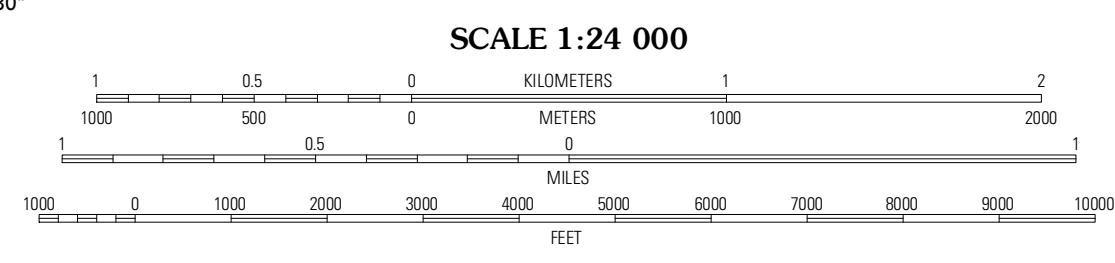 30"
SCALE 1:24 000
1 0.5 0 KILOMETERS 1 2
1000 500 0 METERS 1000 2000
1 0.5 0 1
MILES
1000 0 1000 2000 3000 4000 5000 6000 7000 8000 9000 10000
FEET